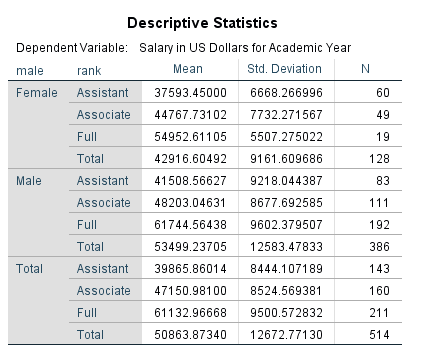 Descriptive Statistics
Dependent Variable: Salary in US Dollars for Academic Year
male rank Mean Std. Deviation N
Female Assistant 37593.45000 6668.266996 60
Associate 44767.73102 7732.271567 49
Full 54952.61105 5507.275022 19
Total 42916.60492 9161.609686 128
Male Assistant 41508.56627 9218.044387 83
Associate 48203.04631 8677.692585 111
Full 61744.56438 9602.379507 192
Total 53499.23705 12583.47833 386
Total Assistant 39865.86014 8444.107189 143
Associate 47150.98100 8524.569381 160
Full 61132.96668 9500.572832 211
Total 50863.87340 12672.77130 514